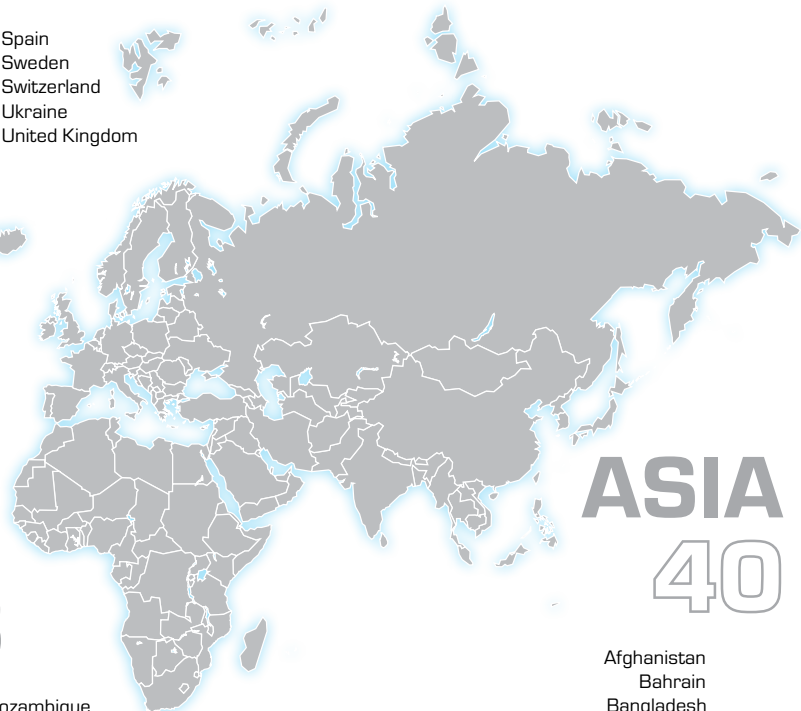 Spain
Sweden
Switzerland
Ukraine
United Kingdom
ASIA
40
Afghanistan
Bahrain
Bangladesh